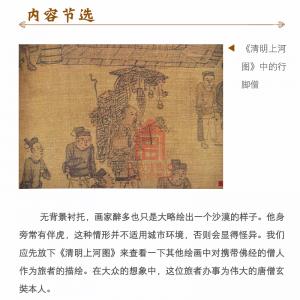 内容节选
《清明上河
图》中的行
脚僧
无背景衬托，画家醉多也只是大略绘出一个沙漠的样子。他身
旁常有伴虎，这种情形并不适用城市环境，否则会显得怪异。我们
应先放下《清明上河图》来查看一下其他绘画中对携带佛经的僧人
作为旅者的描绘。在大众的想象中，这位旅者办事为伟大的唐僧玄
奘本人。